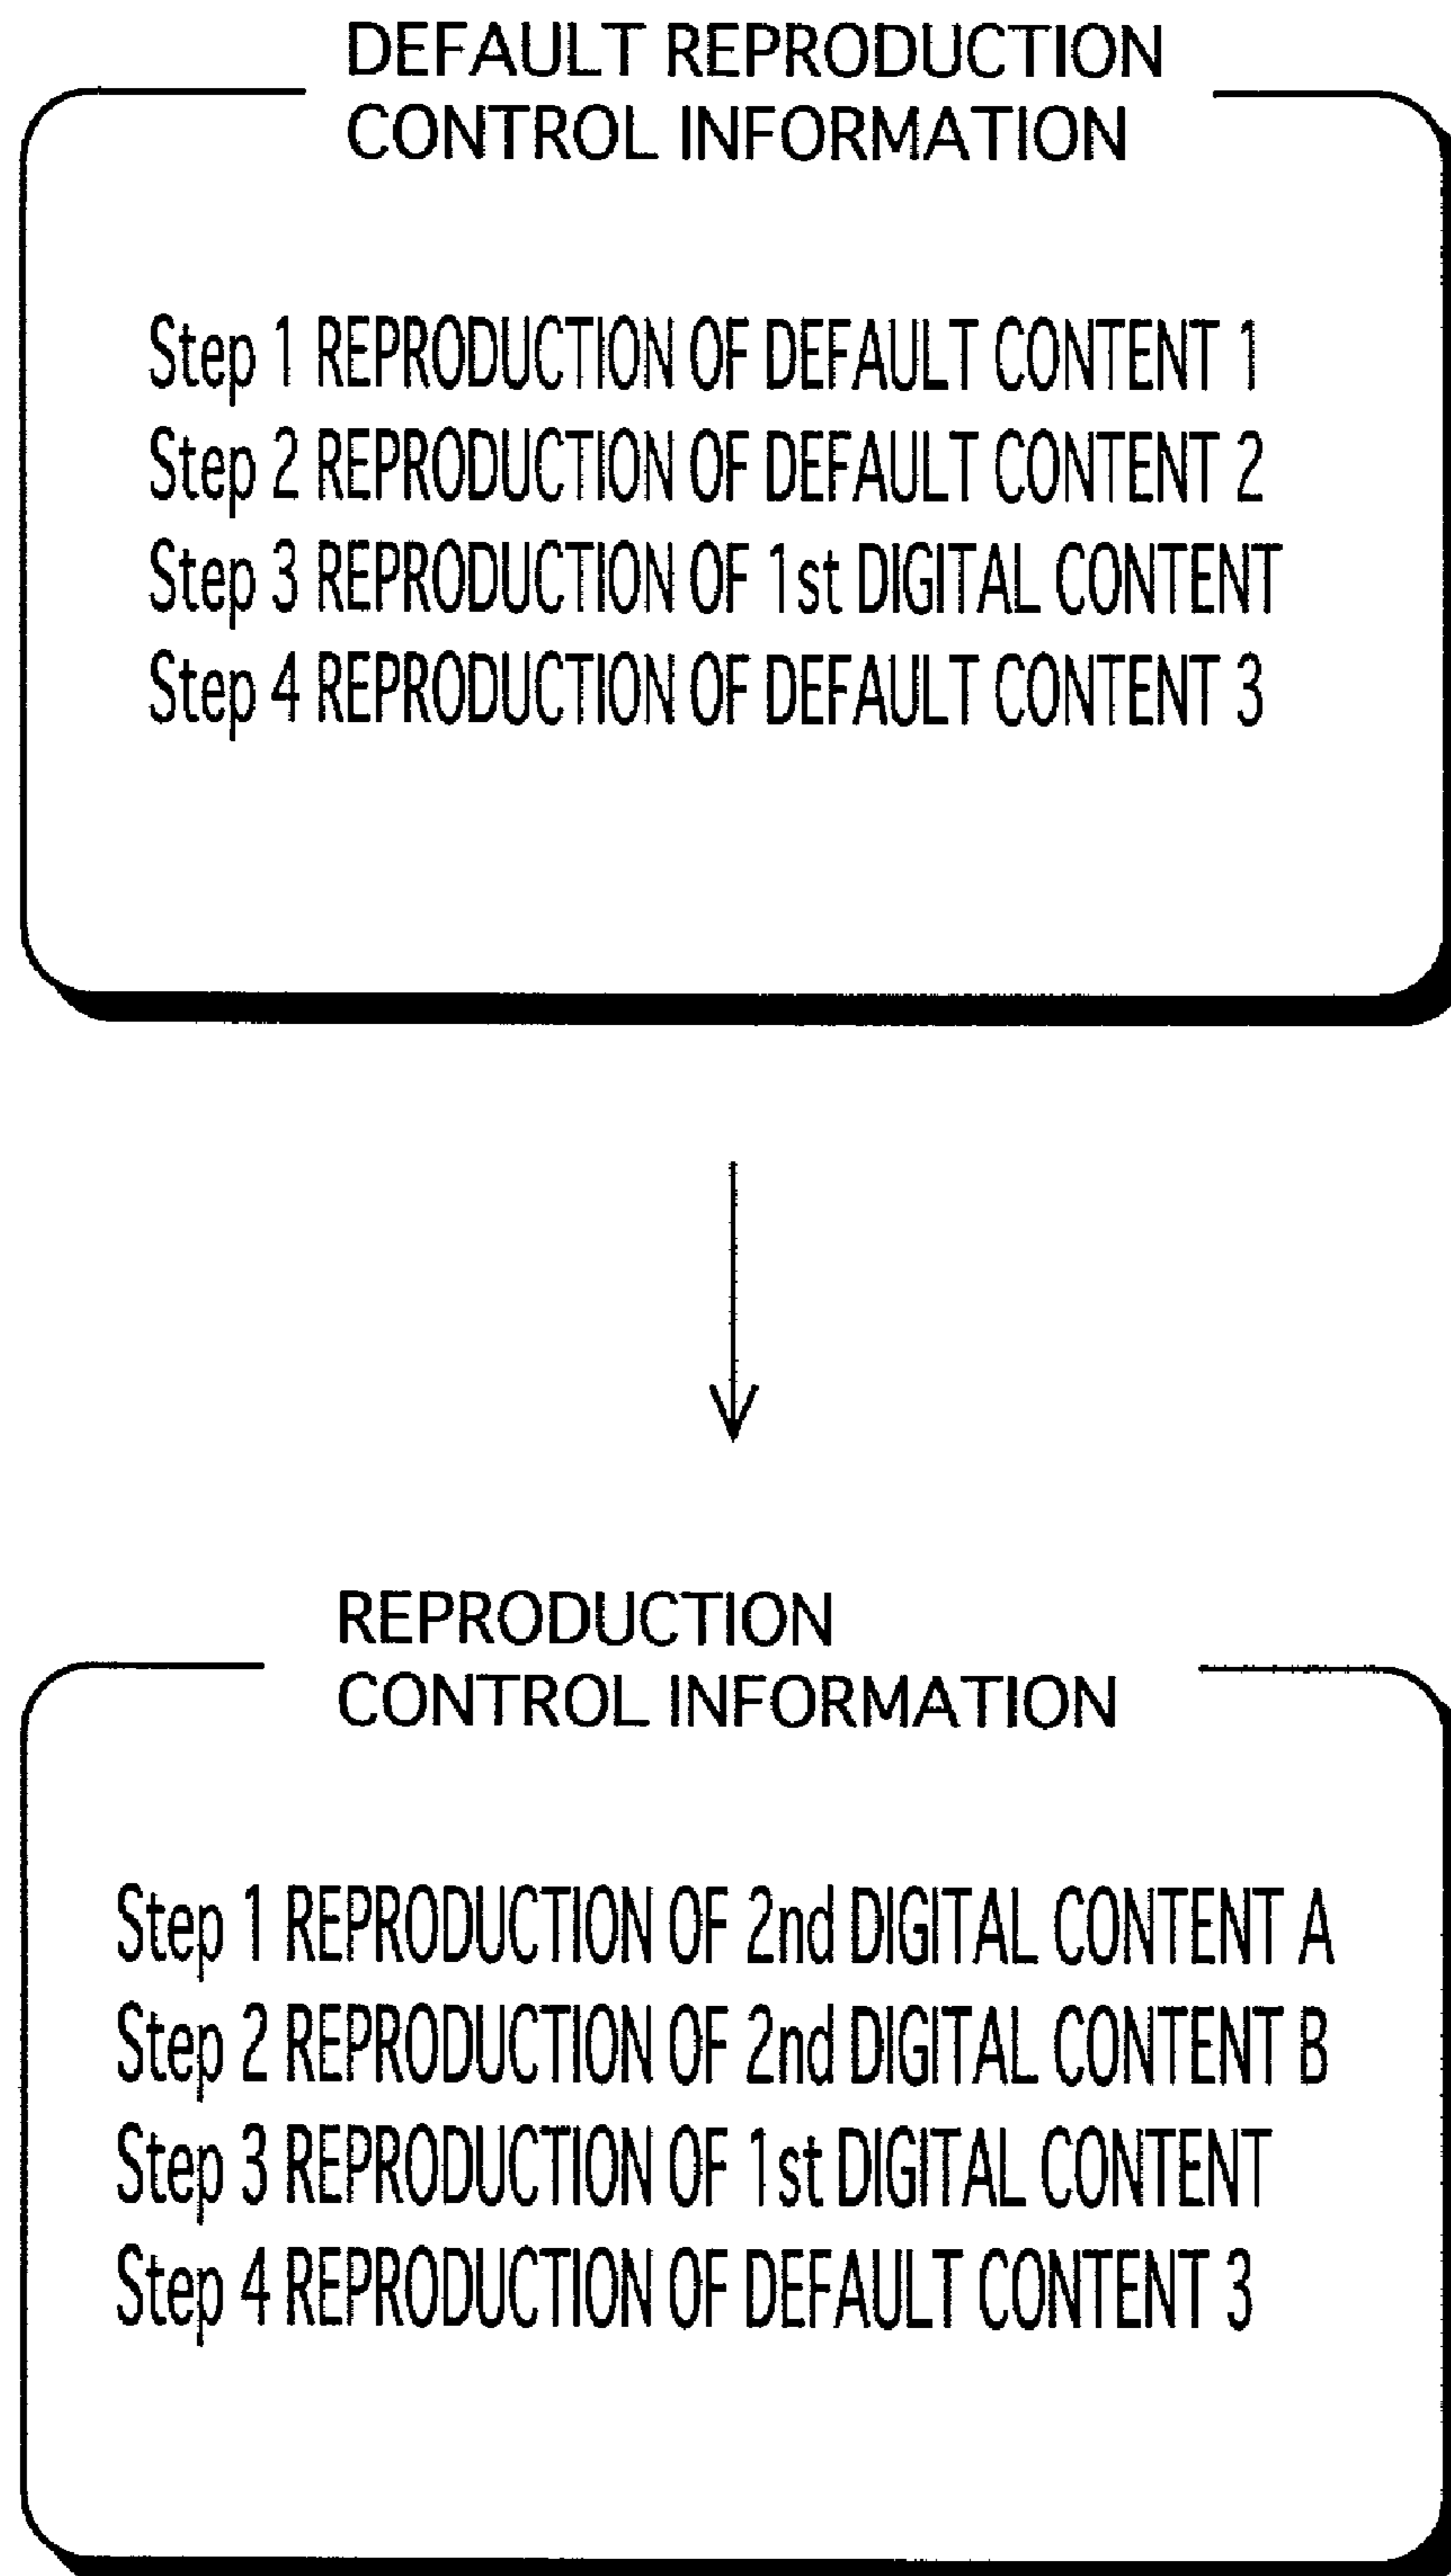 DEFAULT REPRODUCTION
CONTROL INFORMATION
Step 1 REPRODUCTION OF DEFAULT CONTENT 1
Step 2 REPRODUCTION OF DEFAULT CONTENT 2
Step 3 REPRODUCTION OF 1st DIGITAL CONTENT
Step 4 REPRODUCTION OF DEFAULT CONTENT 3
REPRODUCTION
CONTROL INFORMATION
Step 1 REPRODUCTION OF 2nd DIGITAL CONTENT A
Step 2 REPRODUCTION OF 2nd DIGITAL CONTENT B
Step 3 REPRODUCTION OF 1st DIGITAL CONTENT
Step 4 REPRODUCTION OF DEFAULT CONTENT 3